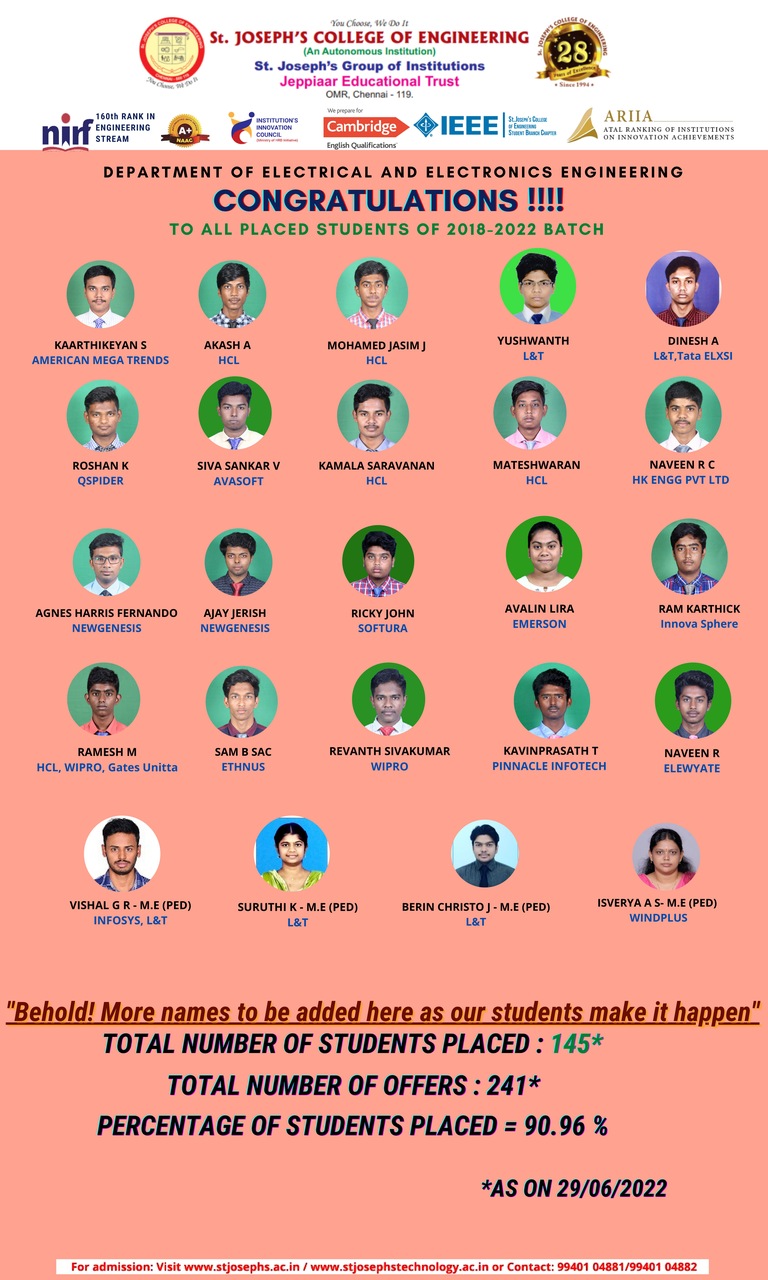 You Choose, We Do It
St. JOSEPH'S COLLEGE OF ENGINEERING
(An Autonomous Institution)
St. Joseph's Group of Institutions
Jeppiaar Educational Trust
OMR, Chennai - 119.
You Choose, We Do It
28
Years of Excellence
• Since 1994 •
nirf
160th RANK IN
ENGINEERING
STREAM
A+
NAAC
INSTITUTION'S
INNOVATION
COUNCIL
(Ministry of HRD Initiative)
We prepare for
Cambridge
English Qualifications
IEEE
St. JOSEPH'S COLLEGE
OF ENGINEERING
STUDENT BRANCH CHAPTER
ARIIA
ATAL RANKING OF INSTITUTIONS
ON INNOVATION ACHIEVEMENTS
DEPARTMENT OF ELECTRICAL AND ELECTRONICS ENGINEERING
CONGRATULATIONS !!!!
TO ALL PLACED STUDENTS OF 2018-2022 BATCH
KAARTHIKEYAN S
AMERICAN MEGA TRENDS
AKASH A
HCL
MOHAMED JASIM J
HCL
YUSHWANTH
L&T
DINESH A
L&T,Tata ELXSI
ROSHAN K
QSPIDER
SIVA SANKAR V
AVASOFT
KAMALA SARAVANAN
HCL
MATESHWARAN
HCL
NAVEEN R C
HK ENGG PVT LTD
AGNES HARRIS FERNANDO
NEWGENESIS
AJAY JERISH
NEWGENESIS
RICKY JOHN
SOFTURA
AVALIN LIRA
EMERSON
RAM KARTHICK
Innova Sphere
RAMESH M
HCL, WIPRO, Gates Unitta
SAM B SAC
ETHNUS
REVANTH SIVAKUMAR
WIPRO
KAVINPRASATH T
PINNACLE INFOTECH
NAVEEN R
ELEWYATE
VISHAL G R - M.E (PED)
INFOSYS, L&T
SURUTHI K - M.E (PED)
L&T
BERIN CHRISTO J - M.E (PED)
L&T
ISVERYA A S- M.E (PED)
WINDPLUS
"Behold! More names to be added here as our students make it happen"
TOTAL NUMBER OF STUDENTS PLACED : 145*
TOTAL NUMBER OF OFFERS : 241*
PERCENTAGE OF STUDENTS PLACED = 90.96 %
*AS ON 29/06/2022
For admission: Visit www.stjosephs.ac.in / www.stjosephstechnology.ac.in or Contact: 99401 04881/99401 04882